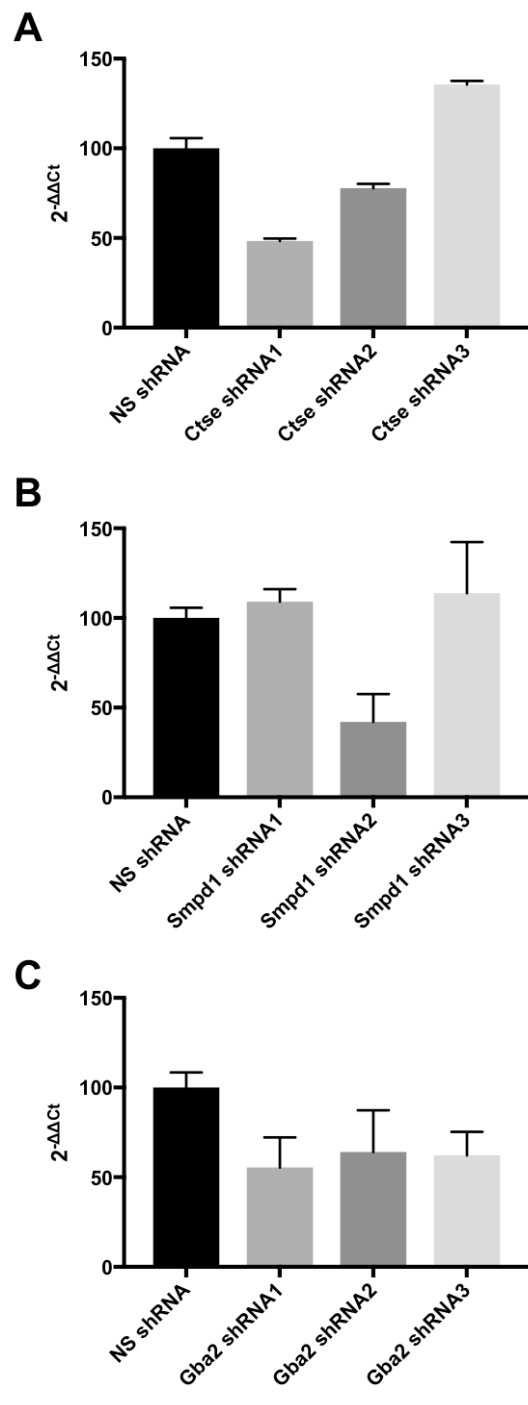 A
150
100
50
0
2-ΔΔCt
NS shRNA
Ctse shRNA1
Ctse shRNA2
Ctse shRNA3
B
150
100
50
0
2-ΔΔCt
NS shRNA
Smpd1 shRNA1
Smpd1 shRNA2
Smpd1 shRNA3
C
150
100
50
0
2-ΔΔCt
NS shRNA
Gba2 shRNA1
Gba2 shRNA2
Gba2 shRNA3